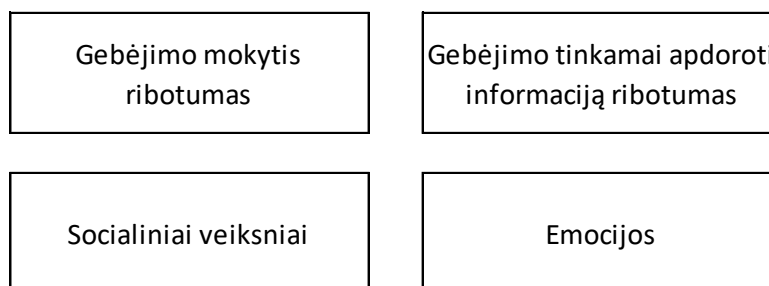 Gebėjimo mokytis
ribotumas
Gebėjimo tinkamai apdoroti
informaciją ribotumas
Socialiniai veiksniai
Emocijos